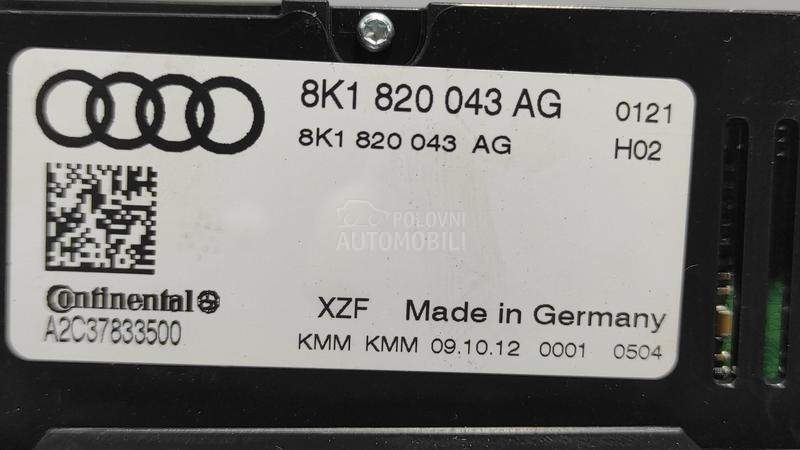 8K1 820 043 AG 0121
8K1 820 043 AG H02
POLOVNI
AUTOMOBILI
Continental
A2C37833500
XZF Made in Germany
KMM KMM 09.10.12 0001 0504